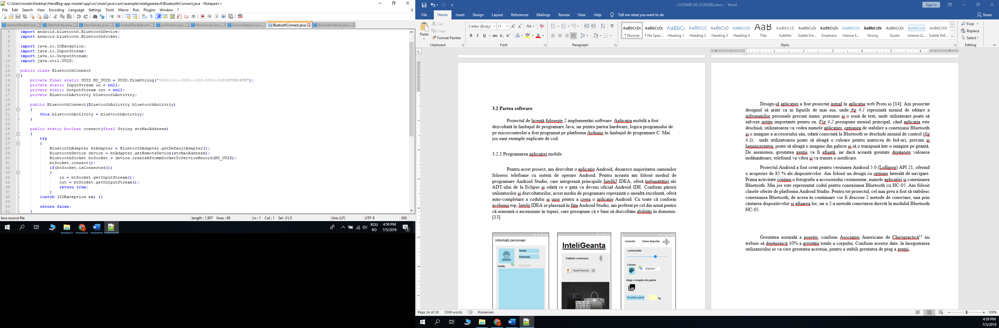 C:\Users\Ionela\Desktop\HandBag-app-master\app\src\main\java\com\example\inteligeantav4\BluetoothConnect.java - Notepad++
File Edit Search View Encoding Language Settings Tools Macro Run Plugins Window ? X
AndroidManifest.xml MainActivity.java MainActivity.java AndroidManifest.xml euWAptLh.java MainActivity.java DeviceAdapter.java BluetoothConnect.java BluetoothActivity.java
4 import android.bluetooth.BluetoothDevice;
5 import android.bluetooth.BluetoothSocket;
6
7 import java.io.IOException;
8 import java.io.InputStream;
9 import java.io.OutputStream;
10 import java.util.UUID;
11
12 public class BluetoothConnect
13 {
14 private final static UUID MY_UUID = UUID.fromString("00001101-0000-1000-8000-00805F9B34FB");
15 private static InputStream in = null;
16 private static OutputStream out = null;
17 private BluetoothActivity bluetoothActivity;
18
19 public BluetoothConnect(BluetoothActivity bluetoothActivity)
20 {
21 this.bluetoothActivity = bluetoothActivity;
22 }
23
24 public static boolean connect(final String strMacAddress)
25 {
26 try
27 {
28 BluetoothAdapter btAdapter = BluetoothAdapter.getDefaultAdapter();
29 BluetoothDevice device = btAdapter.getRemoteDevice(strMacAddress);
30 BluetoothSocket btSocket = device.createRfcommSocketToServiceRecord(MY_UUID);
31 btSocket.connect();
32 if(btSocket.isConnected())
33 {
34 in = btSocket.getInputStream();
35 out = btSocket.getOutputStream();
36 return true;
37 }
38 }catch (IOException ex) {}
39
40 return false;
41 }
Java source file length : 1,907 lines : 68 Ln : 1 Col : 1 Sel : 0 | 0 Unix (LF) UTF-8 INS
ROU
RO
4:59 PM
7/5/2019
1
LUCRARE DE LICENȚĂ2.docx - Word
Sign in
File Home Insert Design Layout References Mailings Review View Help Tell me what you want to do Share
Paste
Cut
Copy
Format Painter
Clipboard
Calibri (Body) 11
Font
Paragraph
¶ Normal ¶ No Spac... Heading 1 Heading 2 Heading 3 Heading 4 Title Subtitle Subtle Em... Emphasis Intense E... Strong Quote Intense Q... Subtle Ref...
Styles
Find
Replace
Select
Editing
3.2 Partea software
Proiectul de licență folosește 2 implementări software. Aplicația mobilă a fost
dezvoltată în limbajul de programare Java, iar pentru partea hardware, logica programului de
pe microcontroler a fost programat pe platforma Arduino în limbajul de programare C. Mai
jos sunt exemple explicate de cod.
3.2.1 Programarea aplicației mobile
Pentru acest proiect, am dezvoltat o aplicație Android, deoarece majoritatea oamenilor
folosesc telefoane cu sistem de operare Android. Pentru aceasta am folosit mediul de
programare Android Studio, care integrează principiile IntelliJ IDEA, oferă îmbunătățiri ale
ADT-ului de la Eclipse și odată ce e gata va deveni oficial Android IDE. Conform părerii
utilizatorilor și dezvoltatorilor, acest mediu de programare reprezintă o unealtă excelentă, oferă
auto-completare a codului și ușor pentru a creea o aplicație Android. Cu toate că conform
aceluiași top, Intelij IDEA se plasează în fața Android Studio, am preferat pe cel din urmă pentru
că urmează o ascensiune în topuri, care presupune că e bine să dezvoltăm abilități în domeniu.
[13]
Informatii personale
Nume
Prenume
Notite
Option
InteliGeanta
Satbilire conexiune
Nume Prenume
Conectat Nume dispozitiv
Luminozitate
Culoare
Option
Alege o imagine din galerie
Greutatea gentii kg
Design-ul aplicației a fost proiectat inițial în aplicația web Proto.io [14]. Am proiectat
designul să arate ca in figurile de mai sus, unde fig 4.1 reprezintă meniul de editare a
informațiilor personale precum nume, prenume și o zonă de text, unde utilizatoare poate să
salveze notițe importante pentru ea. Fig 4.2 presupune meniul principal, când aplicația este
deschisă, utilizatoarea va vedea numele aplicației, opțiunea de stabilire a conexiunii Bluetooth
și o imagine a accesoriului său, odată conectată la Bluetooth se deschide meniul de control (fig
4.3), unde utilizatoarea poate să aleagă o culoare pentru matricea de led-uri, precum și
luminozotatea, poate să aleagă o imagine din galerie și să o transpună într-o imagine pe geantă.
De asemenea, greutatea genții va fi afișată, iar dacă această greutate depășește valoarea
nedăunătoare, telefonul va vibra și va trimite o notificare.
Proiectul Android a fost creat pentru versiunea Android 5.0 (Lollipop) API 21, oferind
o acoperire de 85 % ale dispozitivelor. Am folosit un design cu opțiune laterală de navigare.
Prima activitate conține o fotografie a accesoriului vestimentar, numele aplicației și conexiunea
Bluetooth. Mai jos este reprezentat codul pentru conexiunea Bluetooth cu HC-05. Am folosit
clasele oferite de platforma Android Studio. Pentru tot proiectul, cel mai greu a fost să stabilesc
conexiunea Bluetooth, de aceea în continuare vor fi descrise 2 metode de conectare, una prin
căutarea dispozitivelor și afișarea lor, iar a 2-a metodă conectarea directă la modulul Bluetooth
HC-05.
Greutatea normală a poșetei, conform Asociației Americane de Chiropractică13 nu
trebuie să depășească 10% a greutății totale a corpului. Conform acestor date, la înregistrarea
utilizatorului se va cere greutatea acestuia, pentru a stabili greutatea de prag a genții.
Page 24 of 28 5399 words Romanian 100%
4:59 PM
7/5/2019